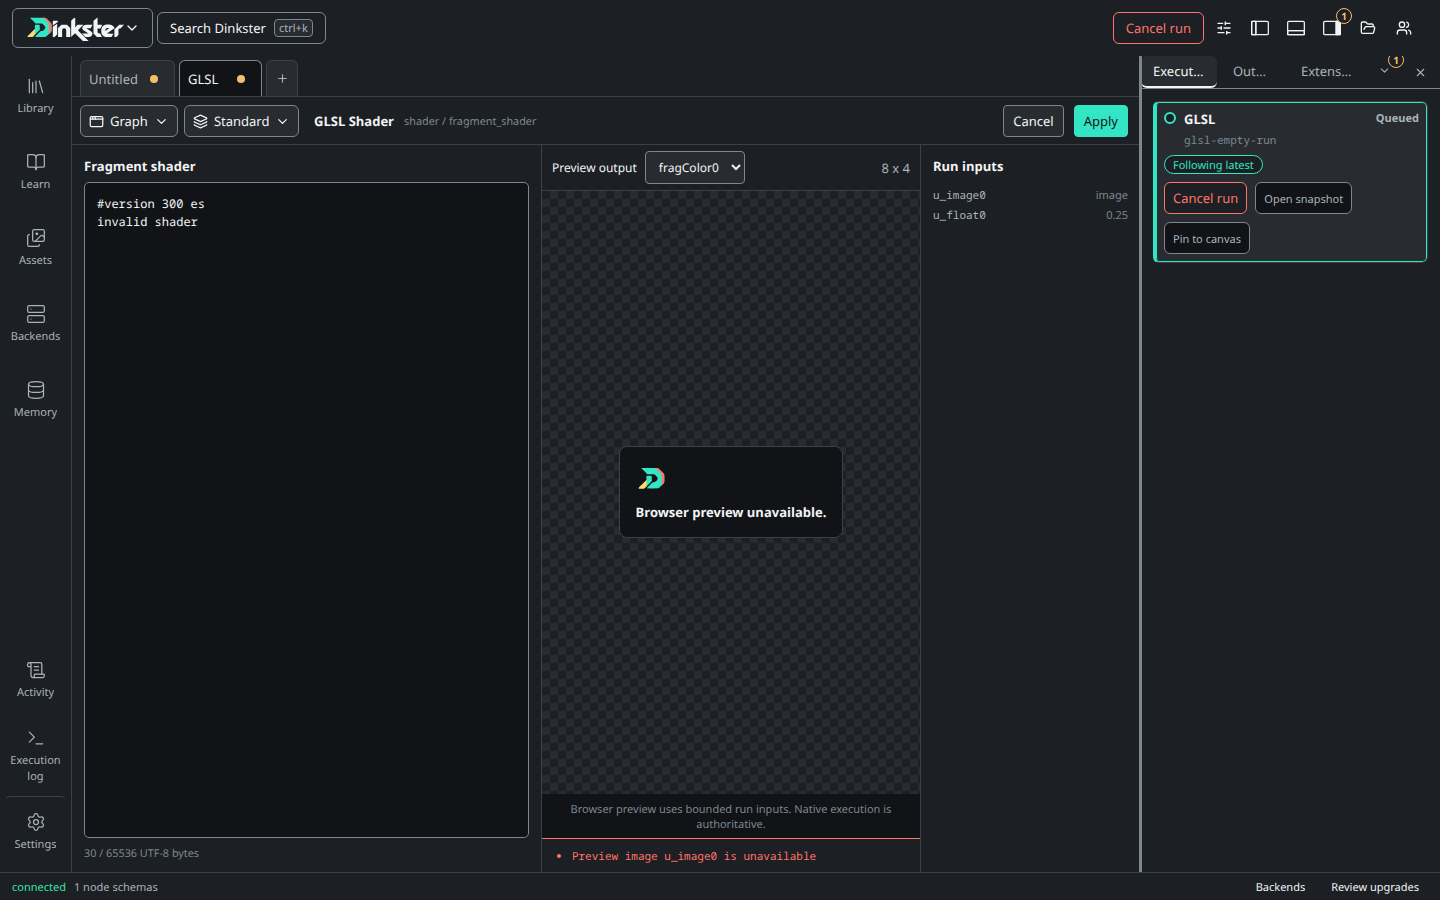 Dinkster
Search Dinkster ctrl+k
Cancel run
1
Library
Learn
Assets
Backends
Memory
Activity
Execution
log
Settings
Untitled
GLSL
+
Graph
Standard
GLSL Shader
shader / fragment_shader
Cancel
Apply
Fragment shader
#version 300 es
invalid shader
30 / 65536 UTF-8 bytes
Preview output
fragColor0
8 x 4
Browser preview unavailable.
Browser preview uses bounded run inputs. Native execution is
authoritative.
• Preview image u_image0 is unavailable
Run inputs
u_image0 image
u_float0 0.25
Execut...
Out...
Extens...
1
GLSL
Queued
glsl-empty-run
Following latest
Cancel run
Open snapshot
Pin to canvas
connected 1 node schemas
Backends
Review upgrades